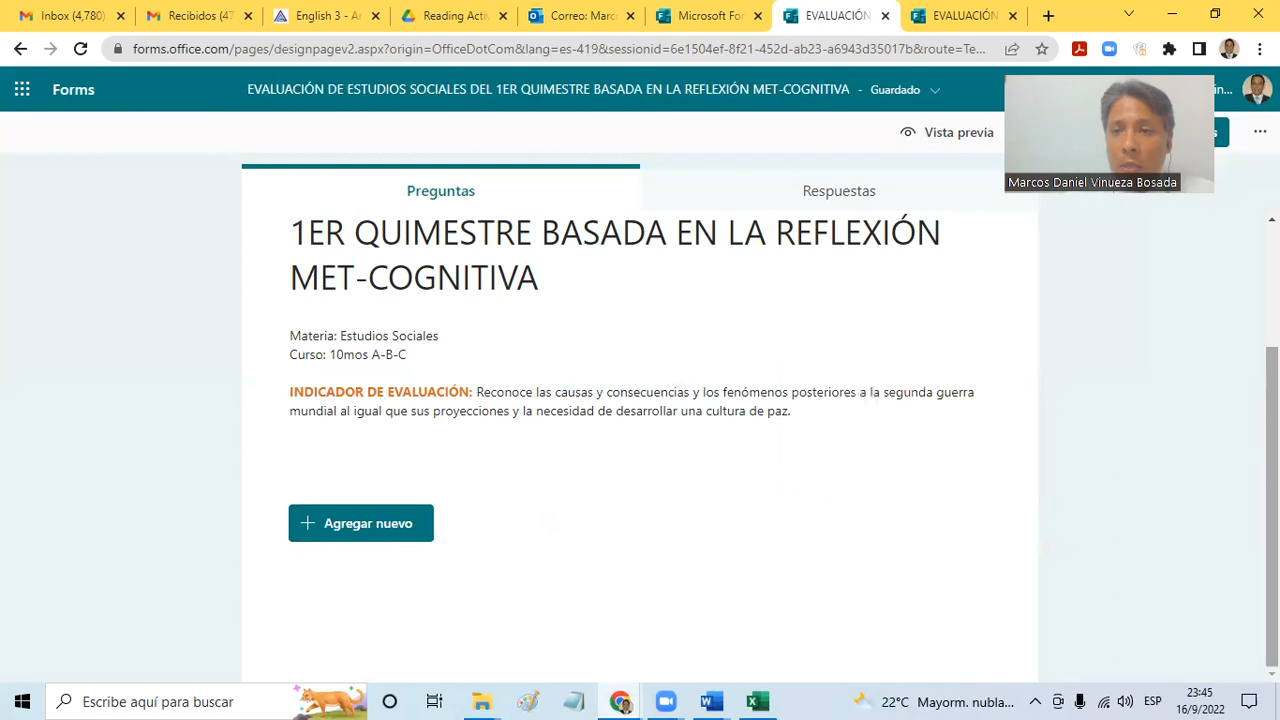 Inbox (4,780)
Recibidos (47
English 3 - A
Reading Activ
Correo: Marc
Microsoft For
EVALUACIÓN
EVALUACIÓN
forms.office.com/pages/designpagev2.aspx?origin=OfficeDotCom&lang=es-419&sessionid=6e1504ef-8f21-452d-ab23-a6943d35017b&route=Te...
Forms
EVALUACIÓN DE ESTUDIOS SOCIALES DEL 1ER QUIMESTRE BASADA EN LA REFLEXIÓN MET-COGNITIVA - Guardado
in...
Vista previa
s
Marcos Daniel Vinueza Bosada
Preguntas
Respuestas
1ER QUIMESTRE BASADA EN LA REFLEXIÓN
MET-COGNITIVA
Materia: Estudios Sociales
Curso: 10mos A-B-C
INDICADOR DE EVALUACIÓN: Reconoce las causas y consecuencias y los fenómenos posteriores a la segunda guerra
mundial al igual que sus proyecciones y la necesidad de desarrollar una cultura de paz.
Agregar nuevo
Escribe aquí para buscar
22°C Mayorm. nubla...
ESP
23:45
16/9/2022